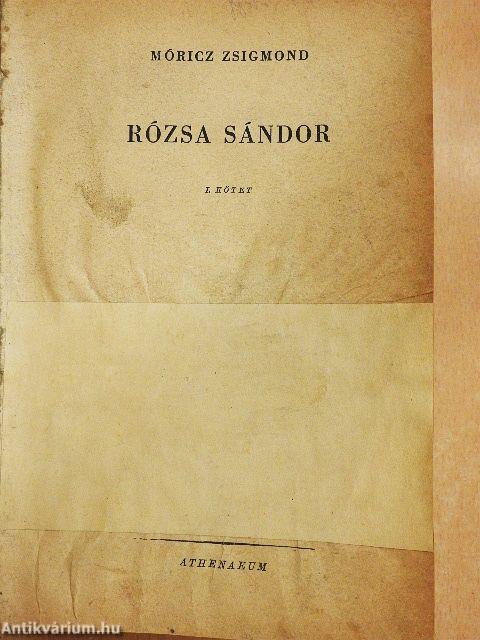 MÓRICZ ZSIGMOND
RÓZSA SÁNDOR
I. KÖTET
ATHENAEUM
Antikvárium.hu